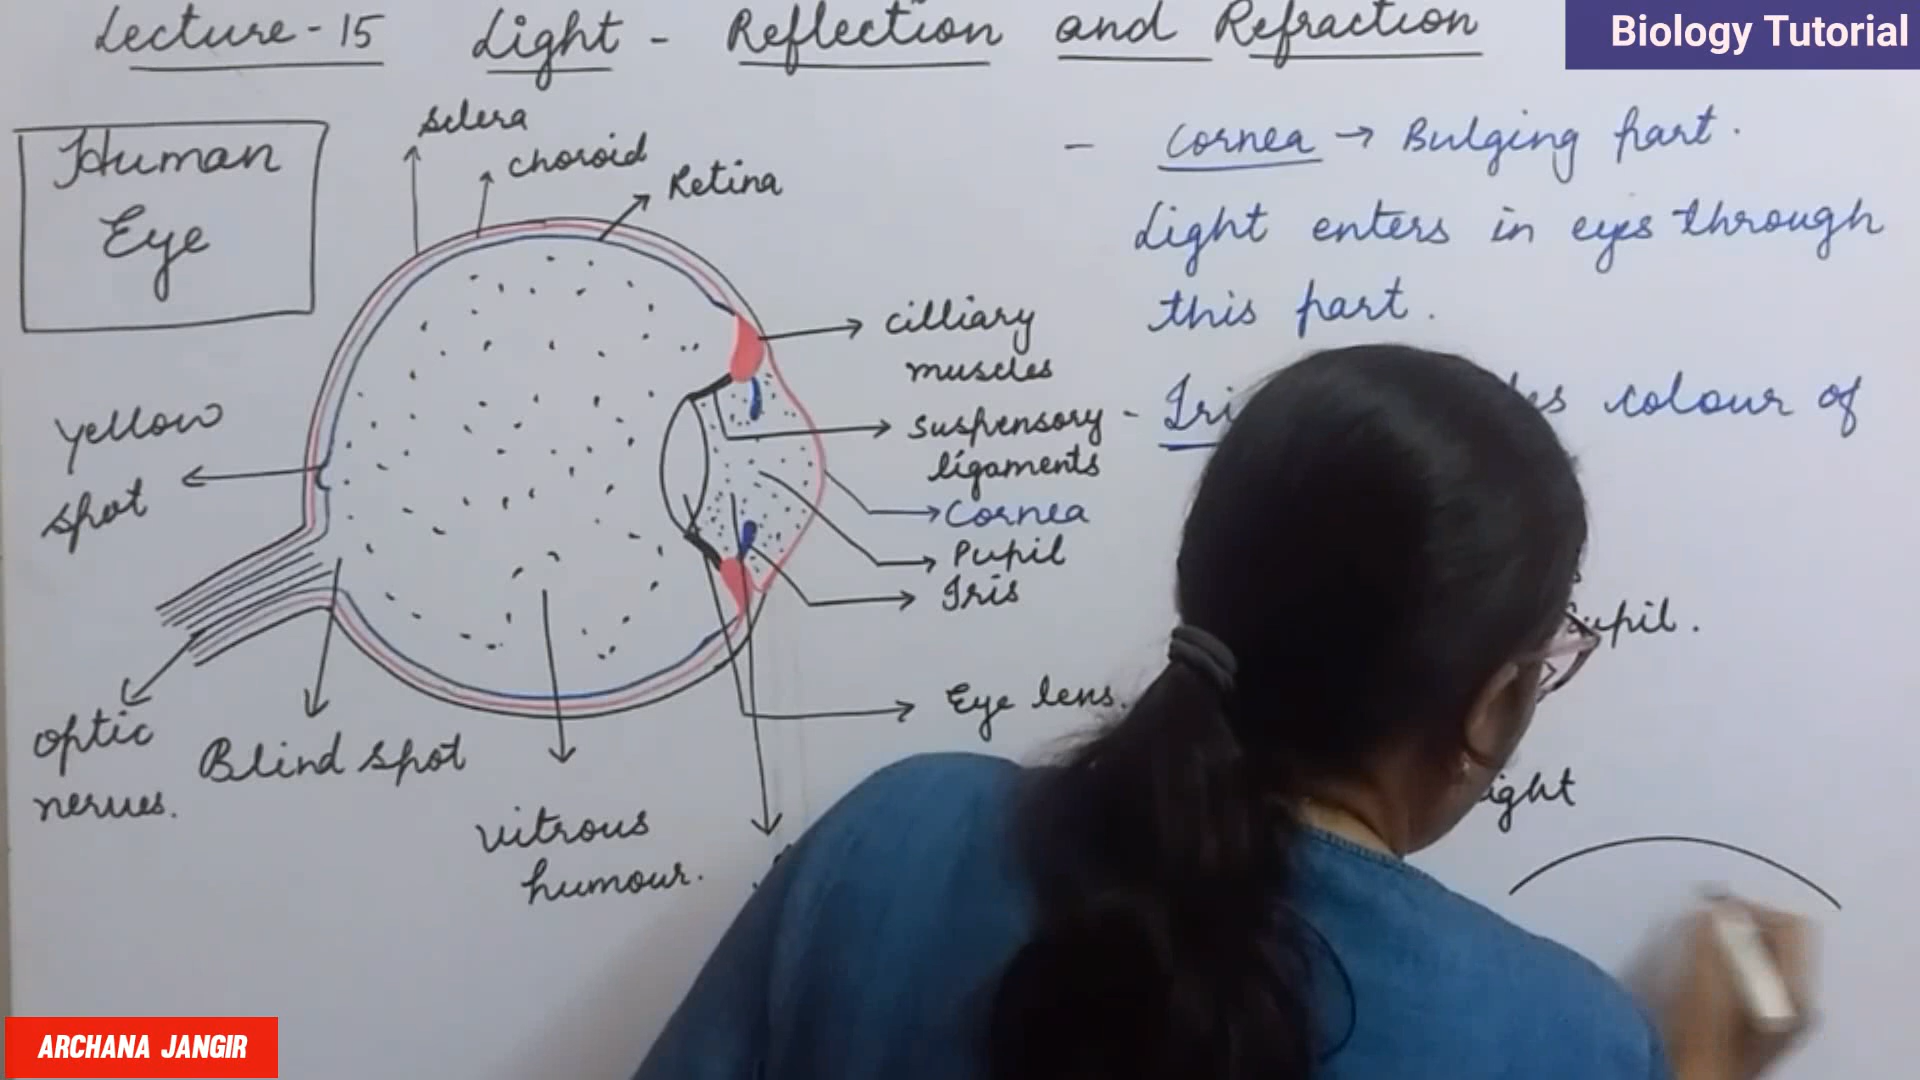 Lecture-15 Light - Reflection and Refraction
Biology Tutorial
Human
Eye
Sclera
Choroid
Retina
Yellow
spot
optic
nerves.
Blind spot
vitrous
humour.
cilliary
muscles
suspensory
ligaments
Cornea
Pupil
Iris
Eye lens.
- Cornea → Bulging part.
Light enters in eyes through
this part.
- colour of
ARCHANA JANGIR